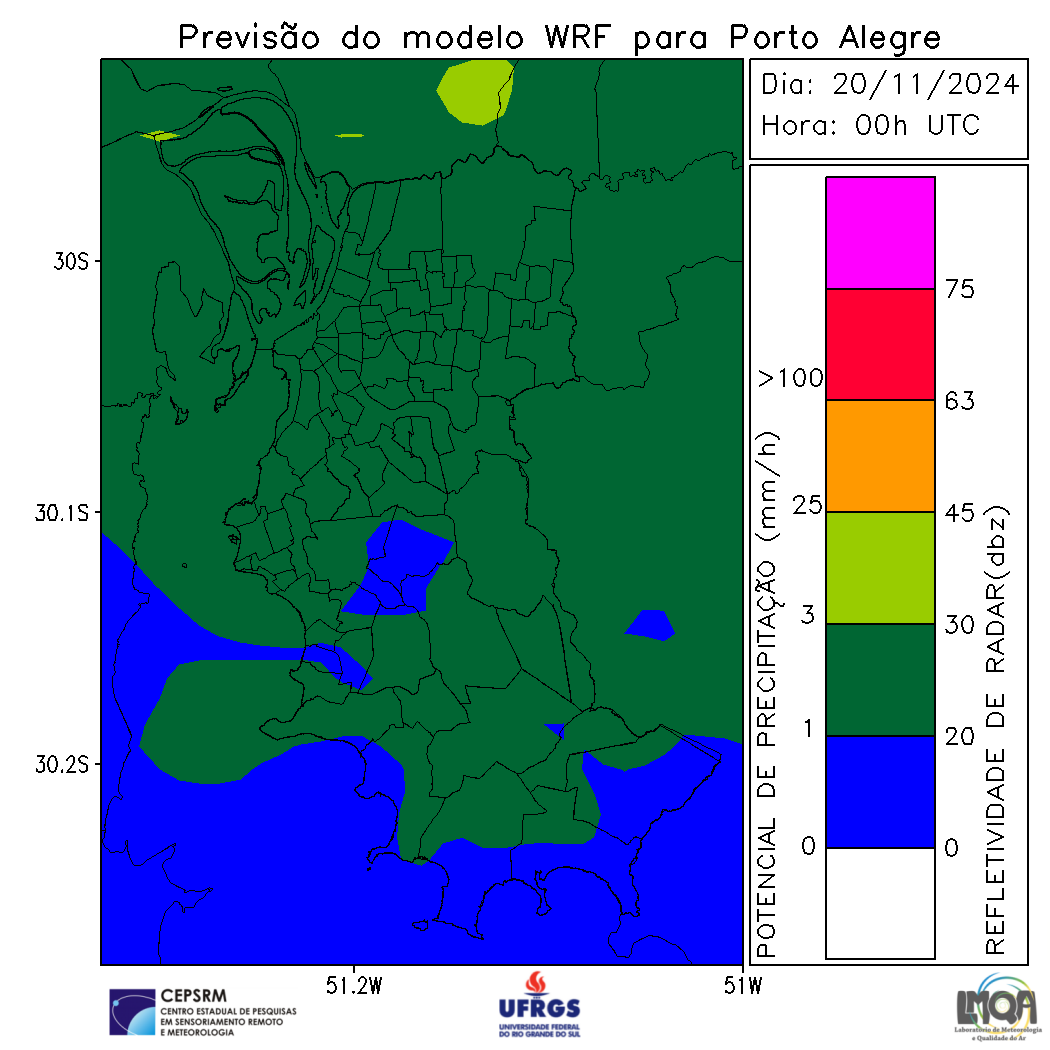 Previsão do modelo WRF para Porto Alegre
Dia: 20/11/2024
Hora: 00h UTC
30S
30.1S
30.2S
51.2W
51W
POTENCIAL DE PRECIPITAÇÃO (mm/h)
>100
25
3
1
0
75
63
45
30
20
0
REFLETIVIDADE DE RADAR(dbz)
CEPSRM
CENTRO ESTADUAL DE PESQUISAS
EM SENSORIAMENTO REMOTO
E METEOROLOGIA
UFRGS
UNIVERSIDADE FEDERAL
DO RIO GRANDE DO SUL
LMQA
Laboratório de Meteorologia
e Qualidade do Ar